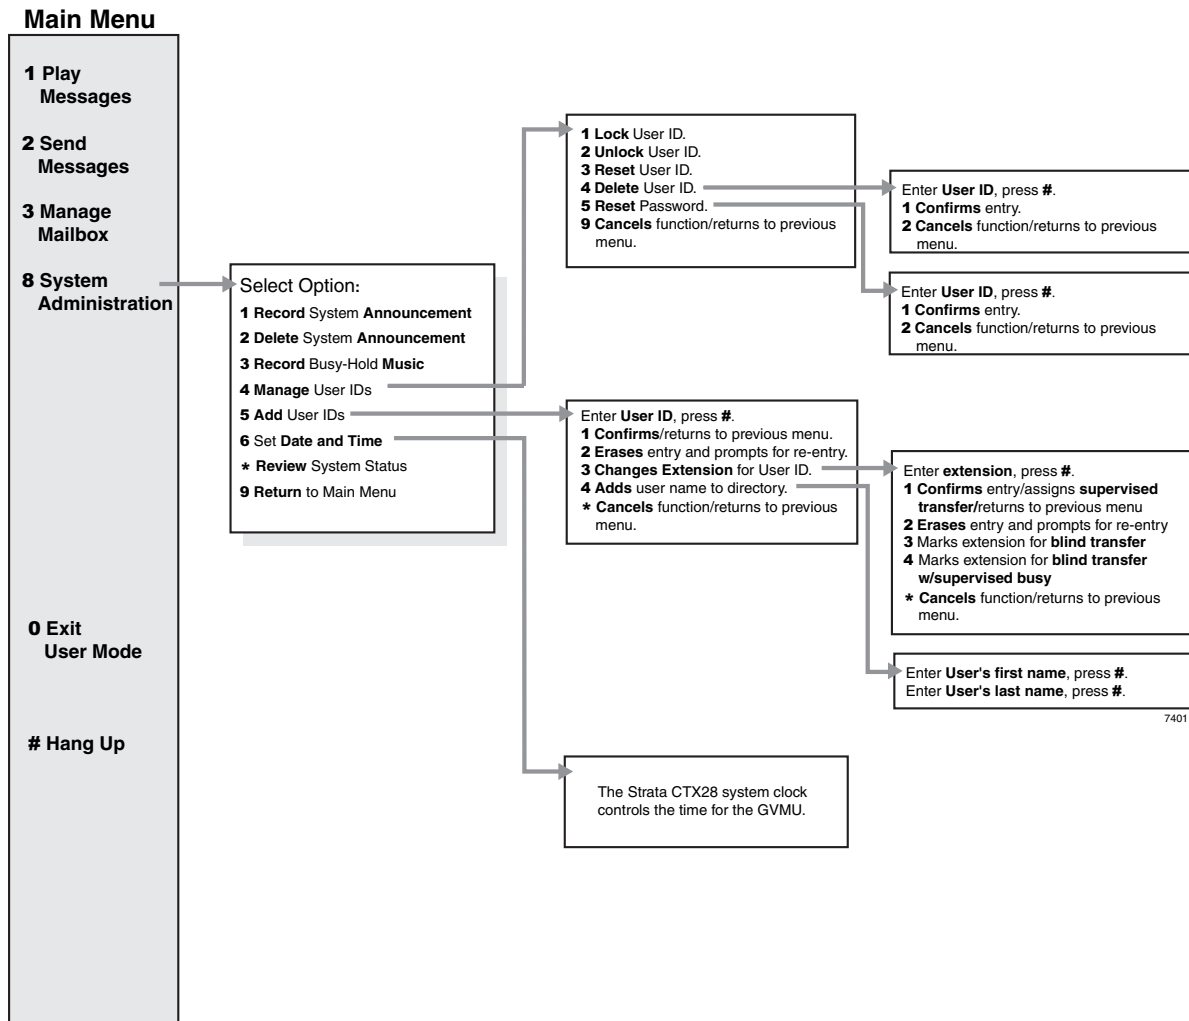 Main Menu
1 Play
Messages
2 Send
Messages
3 Manage
Mailbox
8 System
Administration
0 Exit
User Mode
# Hang Up
Select Option:
1 Record System Announcement
2 Delete System Announcement
3 Record Busy-Hold Music
4 Manage User IDs
5 Add User IDs
6 Set Date and Time
* Review System Status
9 Return to Main Menu
1 Lock User ID.
2 Unlock User ID.
3 Reset User ID.
4 Delete User ID.
5 Reset Password.
9 Cancels function/returns to previous
menu.
Enter User ID, press #.
1 Confirms entry.
2 Cancels function/returns to previous
menu.
Enter User ID, press #.
1 Confirms entry.
2 Cancels function/returns to previous
menu.
Enter User ID, press #.
1 Confirms/returns to previous menu.
2 Erases entry and prompts for re-entry.
3 Changes Extension for User ID.
4 Adds user name to directory.
* Cancels function/returns to previous
menu.
Enter extension, press #.
1 Confirms entry/assigns supervised
transfer/returns to previous menu
2 Erases entry and prompts for re-entry
3 Marks extension for blind transfer
4 Marks extension for blind transfer
w/supervised busy
* Cancels function/returns to previous
menu.
Enter User's first name, press #.
Enter User's last name, press #.
7401
The Strata CTX28 system clock
controls the time for the GVMU.